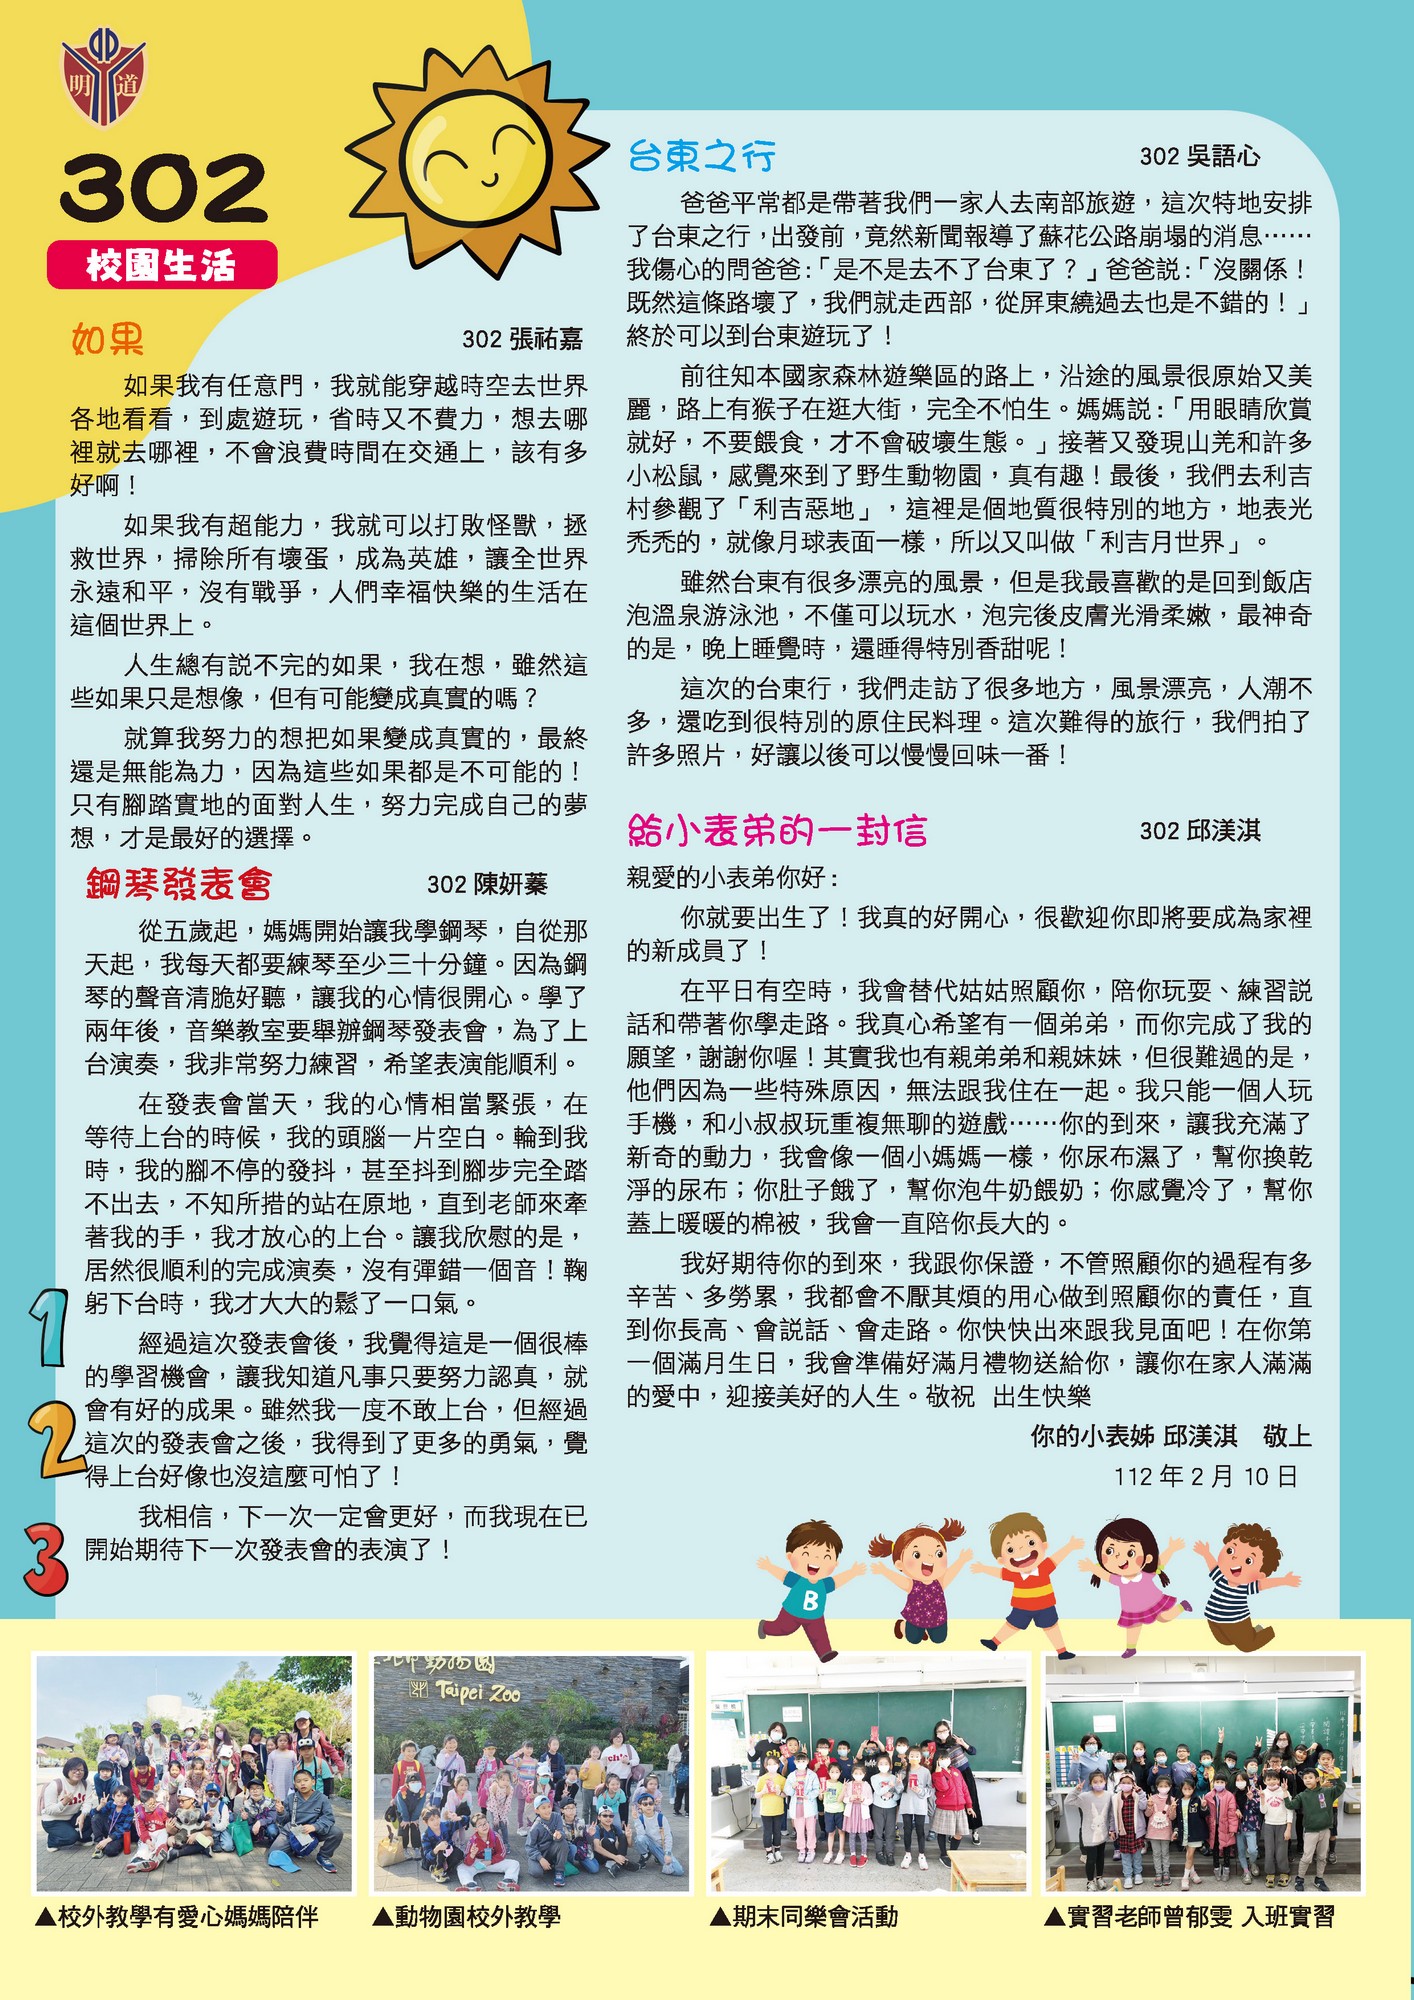 明道
302
校園生活
如果
302 張祐嘉
如果我有任意門，我就能穿越時空去世界
各地看看，到處遊玩，省時又不費力，想去哪
裡就去哪裡，不會浪費時間在交通上，該有多
好啊！
如果我有超能力，我就可以打敗怪獸，拯
救世界，掃除所有壞蛋，成為英雄，讓全世界
永遠和平，沒有戰爭，人們幸福快樂的生活在
這個世界上。
人生總有說不完的如果，我在想，雖然這
些如果只是想像，但有可能變成真實的嗎？
就算我努力的想把如果變成真實的，最終
還是無能為力，因為這些如果都是不可能的！
只有腳踏實地的面對人生，努力完成自己的夢
想，才是最好的選擇。
鋼琴發表會
302 陳妍蓁
從五歲起，媽媽開始讓我學鋼琴，自從那
天起，我每天都要練琴至少三十分鐘。因為鋼
琴的聲音清脆好聽，讓我的心情很開心。學了
兩年後，音樂教室要舉辦鋼琴發表會，為了上
台演奏，我非常努力練習，希望表演能順利。
在發表會當天，我的心情相當緊張，在
等待上台的時候，我的頭腦一片空白。輪到我
時，我的腳不停的發抖，甚至抖到腳步完全踏
不出去，不知所措的站在原地，直到老師來牽
著我的手，我才放心的上台。讓我欣慰的是，
居然很順利的完成演奏，沒有彈錯一個音！鞠
躬下台時，我才大大的鬆了一口氣。
經過這次發表會後，我覺得這是一個很棒
的學習機會，讓我知道凡事只要努力認真，就
會有好的成果。雖然我一度不敢上台，但經過
這次的發表會之後，我得到了更多的勇氣，覺
得上台好像也沒這麼可怕了！
我相信，下一次一定會更好，而我現在已
開始期待下一次發表會的表演了！
1
2
3
台東之行
302 吳語心
爸爸平常都是帶著我們一家人去南部旅遊，這次特地安排
了台東之行，出發前，竟然新聞報導了蘇花公路崩塌的消息……
我傷心的問爸爸：「是不是去不了台東了？」爸爸說：「沒關係！
既然這條路壞了，我們就走西部，從屏東繞過去也是不錯的！」
終於可以到台東遊玩了！
前往知本國家森林遊樂區的路上，沿途的風景很原始又美
麗，路上有猴子在逛大街，完全不怕生。媽媽說：「用眼睛欣賞
就好，不要餵食，才不會破壞生態。」接著又發現山羌和許多
小松鼠，感覺來到了野生動物園，真有趣！最後，我們去利吉
村參觀了「利吉惡地」，這裡是個地質很特別的地方，地表光
禿禿的，就像月球表面一樣，所以又叫做「利吉月世界」。
雖然台東有很多漂亮的風景，但是我最喜歡的是回到飯店
泡溫泉游泳池，不僅可以玩水，泡完後皮膚光滑柔嫩，最神奇
的是，晚上睡覺時，還睡得特別香甜呢！
這次的台東行，我們走訪了很多地方，風景漂亮，人潮不
多，還吃到很特別的原住民料理。這次難得的旅行，我們拍了
許多照片，好讓以後可以慢慢回味一番！
給小表弟的一封信
302 邱渼淇
親愛的小表弟你好：
你就要出生了！我真的好開心，很歡迎你即將要成為家裡
的新成員了！
在平日有空時，我會替代姑姑照顧你，陪你玩耍、練習說
話和帶著你學走路。我真心希望有一個弟弟，而你完成了我的
願望，謝謝你喔！其實我也有親弟弟和親妹妹，但很難過的是，
他們因為一些特殊原因，無法跟我住在一起。我只能一個人玩
手機，和小叔叔玩重複無聊的遊戲……你的到來，讓我充滿了
新奇的動力，我會像一個小媽媽一樣，你尿布濕了，幫你換乾
淨的尿布；你肚子餓了，幫你泡牛奶餵奶；你感覺冷了，幫你
蓋上暖暖的棉被，我會一直陪你長大的。
我好期待你的到來，我跟你保證，不管照顧你的過程有多
辛苦、多勞累，我都會不厭其煩的用心做到照顧你的責任，直
到你長高、會說話、會走路。你快快出來跟我見面吧！在你第
一個滿月生日，我會準備好滿月禮物送給你，讓你在家人滿滿
的愛中，迎接美好的人生。敬祝 出生快樂
你的小表姊 邱渼淇 敬上
112 年 2 月 10 日
B
北市動物園
Taipei Zoo
▲校外教學有愛心媽媽陪伴
▲動物園校外教學
▲期末同樂會活動
▲實習老師曾郁雯 入班實習